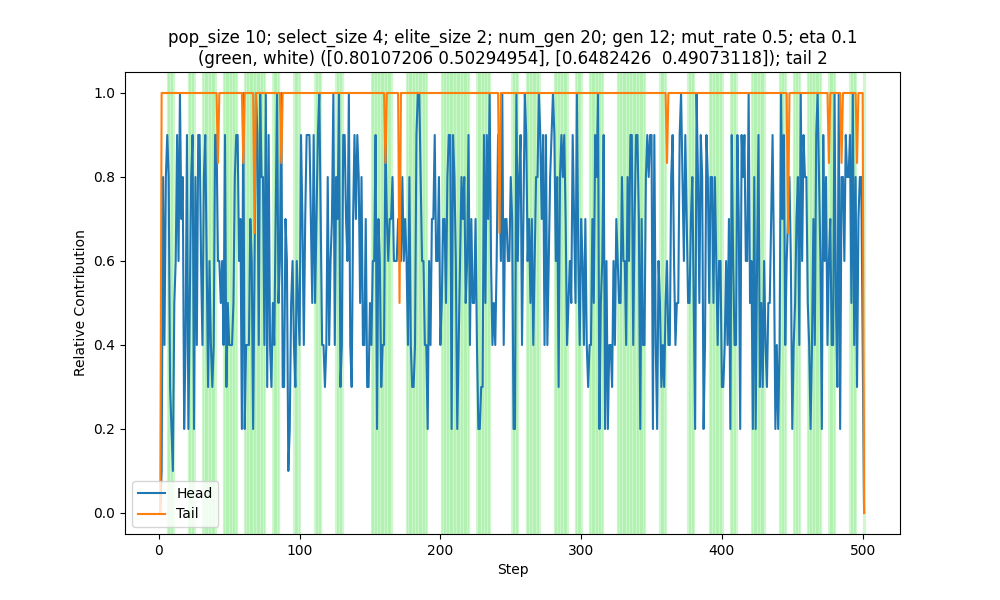 pop_size 10; select_size 4; elite_size 2; num_gen 20; gen 12; mut_rate 0.5; eta 0.1
(green, white) ([0.80107206 0.50294954], [0.6482426  0.49073118]); tail 2
1.0
0.8
0.6
0.4
0.2
0.0
Relative Contribution
Head
Tail
0
100
200
300
400
500
Step